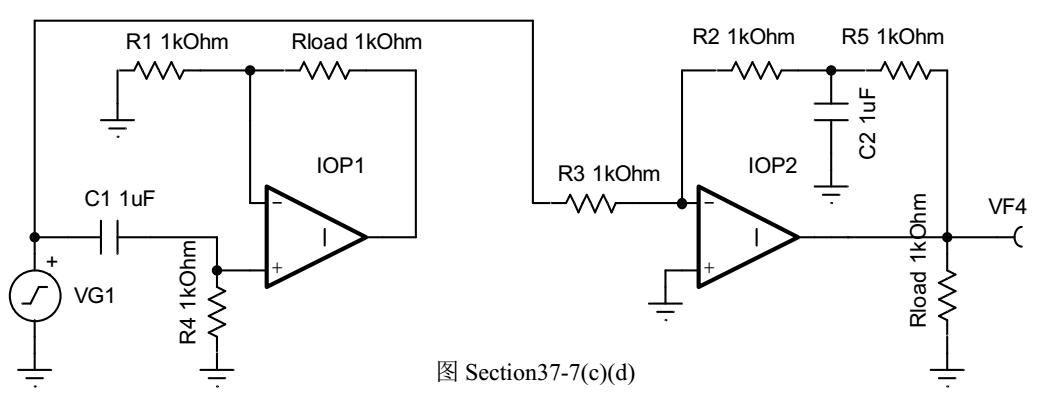 R1 1kOhm
Rload 1kOhm
R2 1kOhm
R5 1kOhm
C2 1uF
IOP1
IOP2
R3 1kOhm
C1 1uF
VF4
R4 1kOhm
Rload 1kOhm
VG1
图 Section37-7(c)(d)